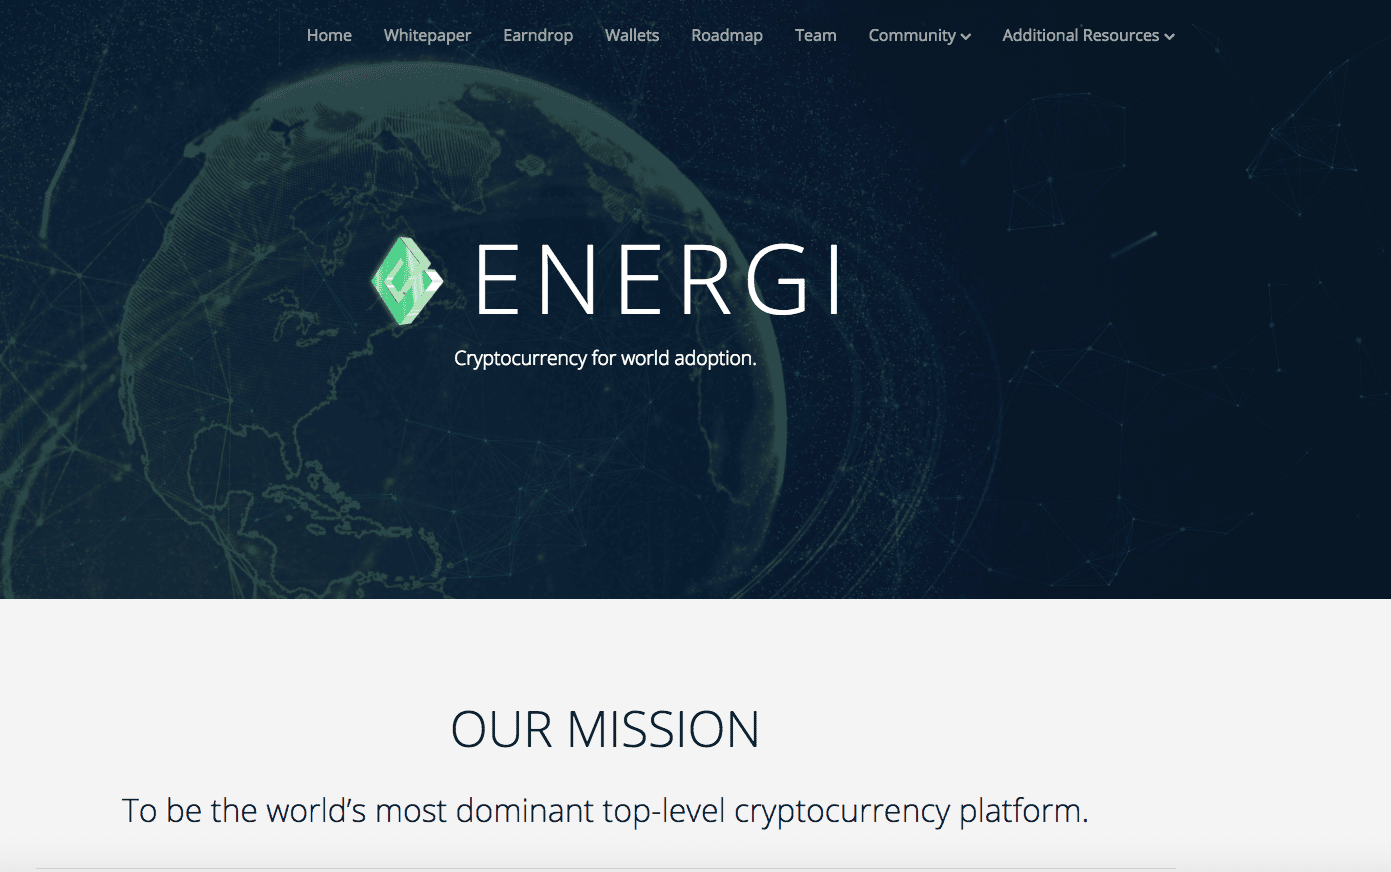 Home Whitepaper Earndrop Wallets Roadmap Team Community Additional Resources
ENERGI
Cryptocurrency for world adoption.
OUR MISSION
To be the world's most dominant top-level cryptocurrency platform.